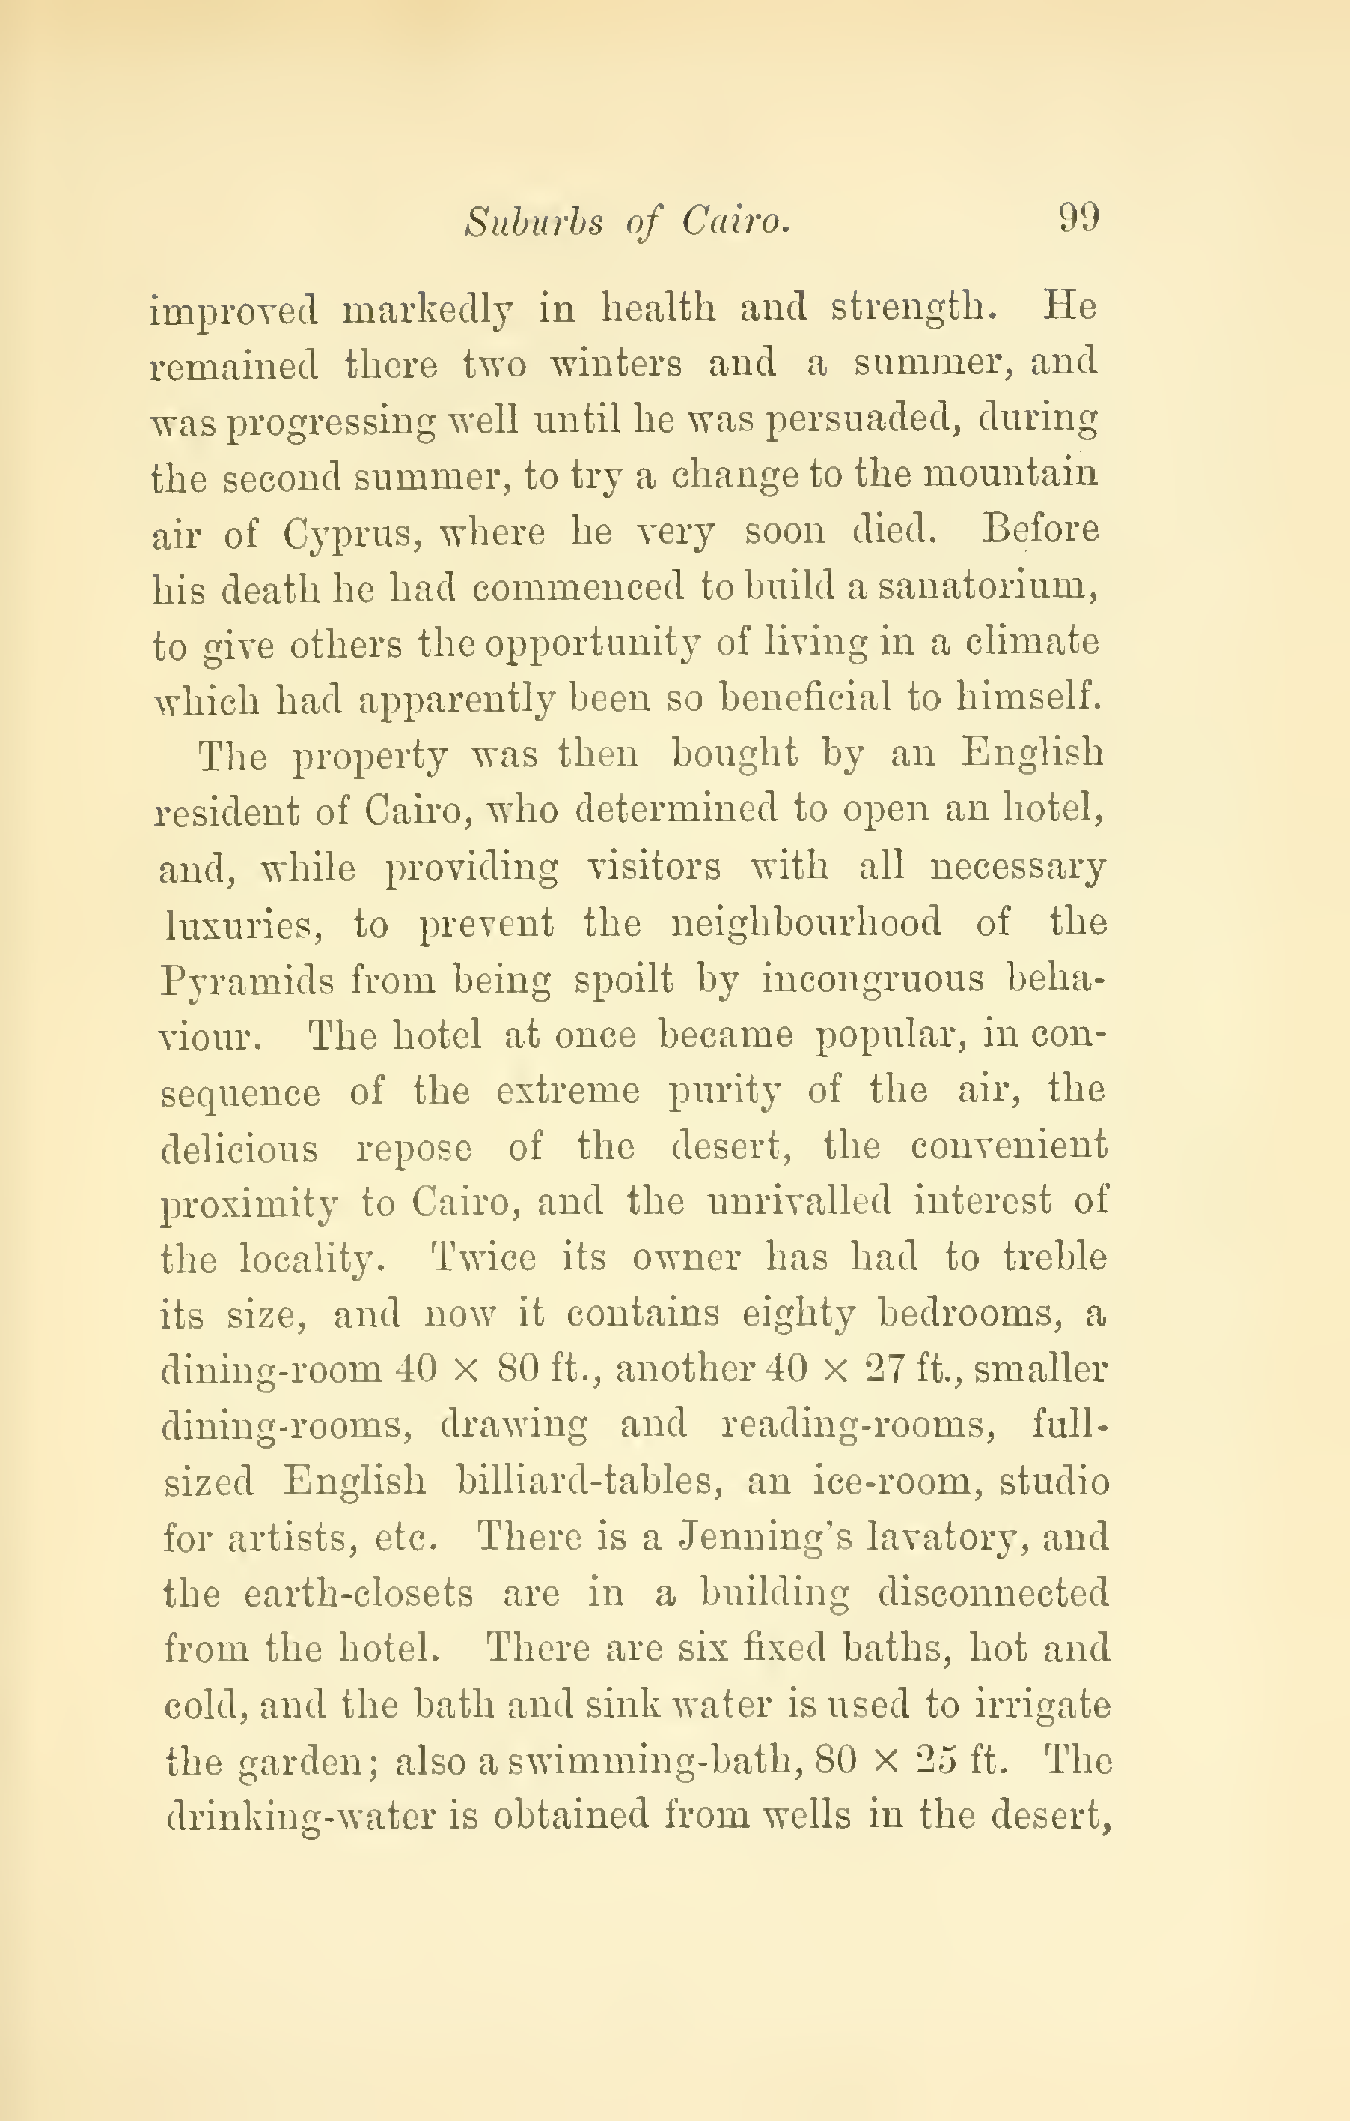 Suburbs of Cairo. 99
improved markedly in health and strength. He
remained there two winters and a summer, and
was progressing well until he was persuaded, during
the second summer, to try a change to the mountain
air of Cyprus, where he very soon died. Before
his death he had commenced to build a sanatorium,
to give others the opportunity of living in a climate
which had apparently been so beneficial to himself.
The property was then bought by an English
resident of Cairo, who determined to open an hotel,
and, while providing visitors with all necessary
luxuries, to prevent the neighbourhood of the
Pyramids from being spoilt by incongruous beha-
viour. The hotel at once became popular, in con-
sequence of the extreme purity of the air, the
delicious repose of the desert, the convenient
proximity to Cairo, and the unrivalled interest of
the locality. Twice its owner has had to treble
its size, and now it contains eighty bedrooms, a
dining-room 40 × 80 ft., another 40 × 27 ft., smaller
dining-rooms, drawing and reading-rooms, full-
sized English billiard-tables, an ice-room, studio
for artists, etc. There is a Jenning's lavatory, and
the earth-closets are in a building disconnected
from the hotel. There are six fixed baths, hot and
cold, and the bath and sink water is used to irrigate
the garden; also a swimming-bath, 80 × 25 ft. The
drinking-water is obtained from wells in the desert,